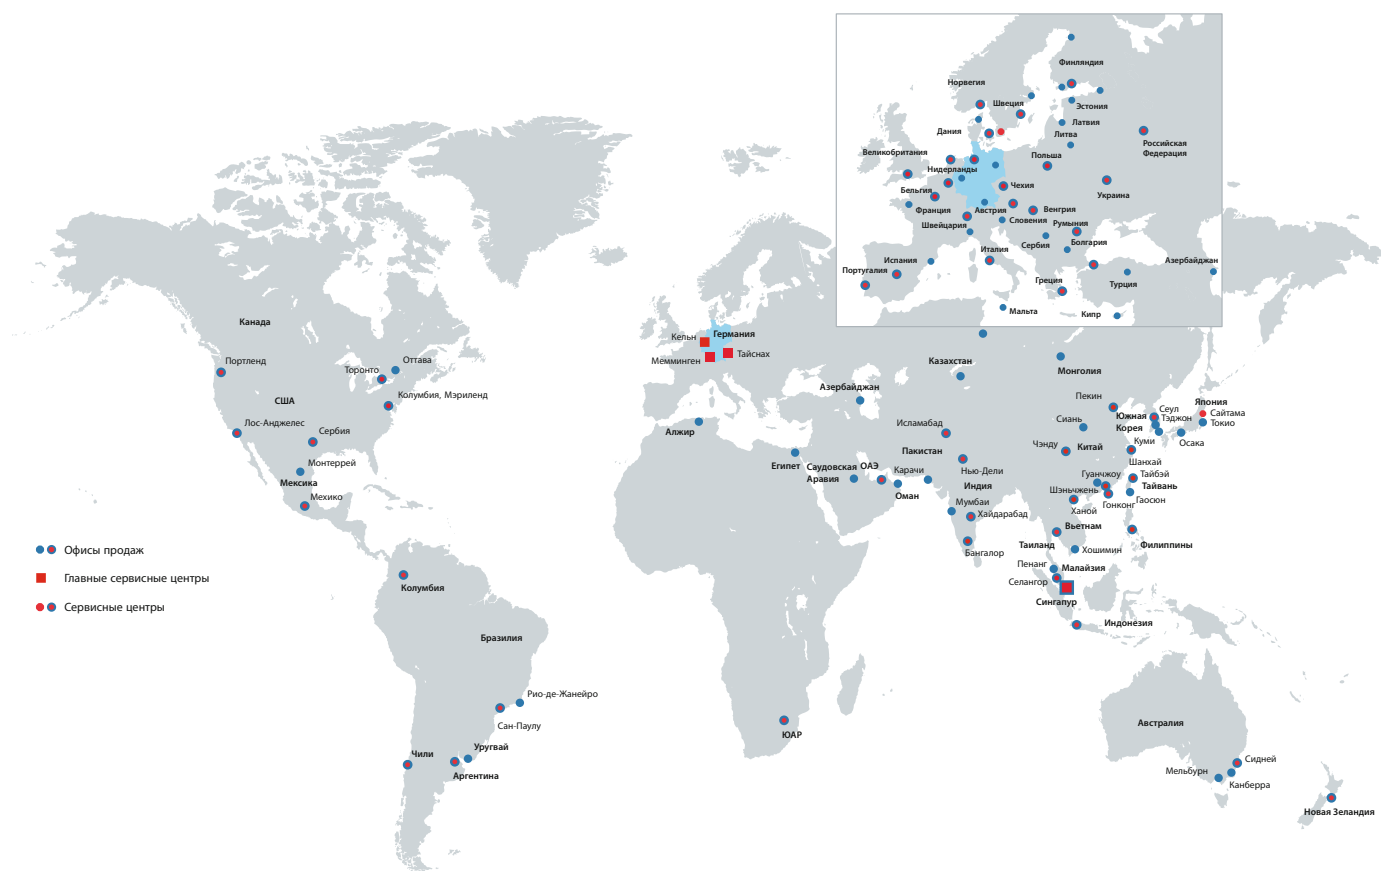 Финляндия
Норвегия
Швеция
Эстония
Дания
Латвия
Литва
Российская
Федерация
Великобритания
Польша
Нидерланды
Чехия
Украина
Бельгия
Франция
Австрия
Венгрия
Словения
Швейцария
Румыния
Сербия
Болгария
Италия
Испания
Португалия
Азербайджан
Греция
Турция
Мальта
Кипр
Канада
Портленд
Оттава
Торонто
США
Колумбия, Мэриленд
Лос-Анджелес
Сербия
Монтеррей
Мексика
Мехико
Кельн
Германия
Мемминген
Тайснах
Казахстан
Монголия
Азербайджан
Алжир
Египет
Саудовская
Аравия
ОАЭ
Оман
Карачи
Исламабад
Пакистан
Нью-Дели
Индия
Мумбаи
Хайдарабад
Бангалор
Пекин
Сиань
Чэнду
Китай
Южная
Корея
Сеул
Тэджон
Куми
Япония
Сайтама
Токио
Осака
Шанхай
Гуанчжоу
Шэньчжень
Тайбэй
Тайвань
Гаосюн
Гонконг
Ханой
Вьетнам
Таиланд
Хошимин
Филиппины
Пенанг
Малайзия
Селангор
Сингапур
Индонезия
Офисы продаж
Главные сервисные центры
Сервисные центры
Колумбия
Бразилия
Рио-де-Жанейро
Сан-Паулу
Чили
Уругвай
Аргентина
ЮАР
Австралия
Сидней
Мельбурн
Канберра
Новая Зеландия